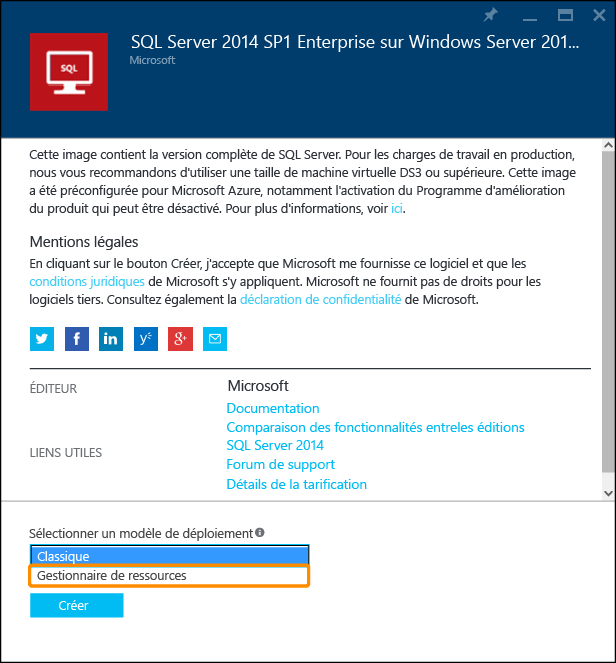 SQL
SQL Server 2014 SP1 Enterprise sur Windows Server 201...
Microsoft
Cette image contient la version complète de SQL Server. Pour les charges de travail en production,
nous vous recommandons d'utiliser une taille de machine virtuelle DS3 ou supérieure. Cette image
a été préconfigurée pour Microsoft Azure, notamment l'activation du Programme d'amélioration
du produit qui peut être désactivé. Pour plus d'informations, voir ici.
Mentions légales
En cliquant sur le bouton Créer, j'accepte que Microsoft me fournisse ce logiciel et que les
conditions juridiques de Microsoft s'y appliquent. Microsoft ne fournit pas de droits pour les
logiciels tiers. Consultez également la déclaration de confidentialité de Microsoft.
f in y g+
ÉDITEUR Microsoft
Documentation
Comparaison des fonctionnalités entreles éditions
LIENS UTILES SQL Server 2014
Forum de support
Détails de la tarification
Sélectionner un modèle de déploiement
Classique
Gestionnaire de ressources
Créer